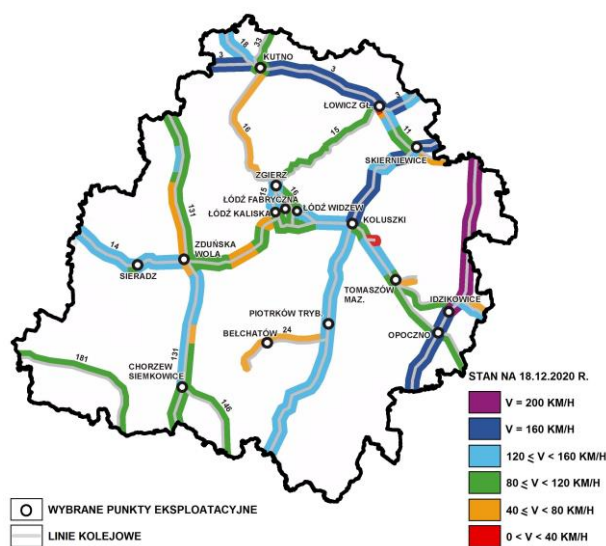 18
33
3
KUTNO
3
ŁOWICZ GŁ.
3
16
15
11
SKIERNIEWICE
ZGIERZ
15
16
ŁÓDŹ FABRYCZNA
ŁÓDŹ WIDZEW
ŁÓDŹ KALISKA
KOLUSZKI
131
14
ZDUŃSKA
WOLA
SIERADZ
TOMASZÓW
MAZ.
IDZIKOWICE
PIOTRKÓW TRYB.
OPOCZNO
BEŁCHATÓW
24
131
181
CHORZEW
SIEMKOWICE
146
STAN NA 18.12.2020 R.
V = 200 KM/H
V = 160 KM/H
120 ≤ V < 160 KM/H
80 ≤ V < 120 KM/H
40 ≤ V < 80 KM/H
0 < V < 40 KM/H
WYBRANE PUNKTY EKSPLOATACYJNE
LINIE KOLEJOWE